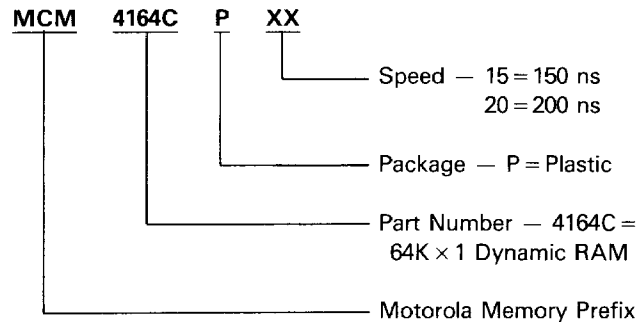 MCM 4164C P XX
Speed — 15 = 150 ns
20 = 200 ns
Package — P = Plastic
Part Number — 4164C =
64K × 1 Dynamic RAM
Motorola Memory Prefix